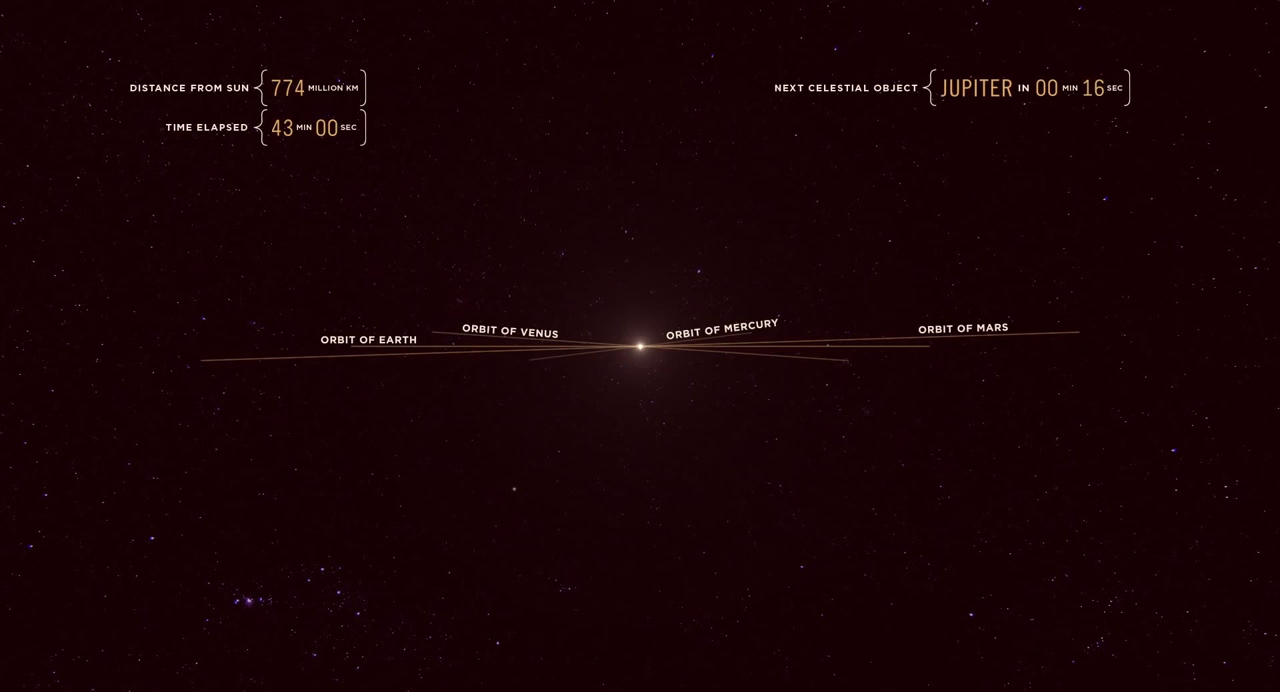 DISTANCE FROM SUN 774 MILLION KM
TIME ELAPSED 43 MIN 00 SEC
NEXT CELESTIAL OBJECT JUPITER IN 00 MIN 16 SEC
ORBIT OF EARTH
ORBIT OF VENUS
ORBIT OF MERCURY
ORBIT OF MARS